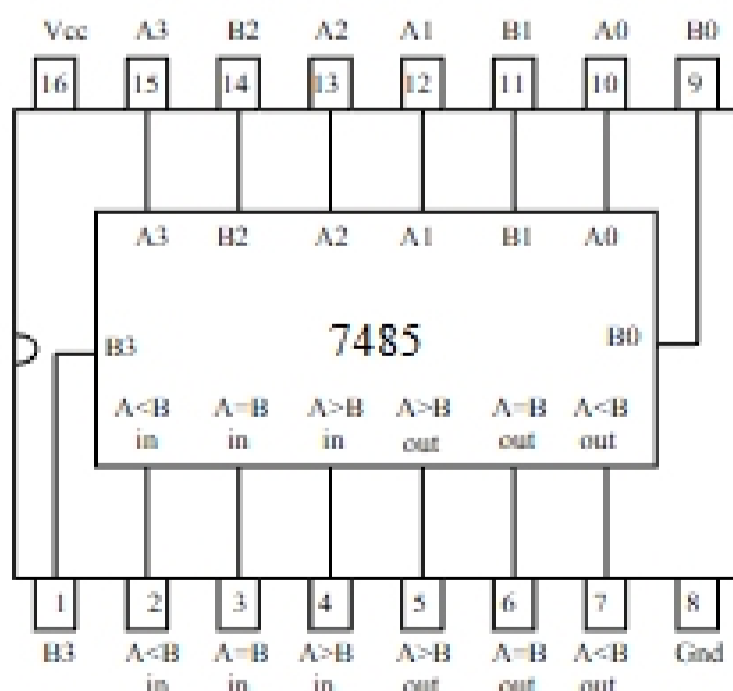 Vcc A3 B2 A2 A1 B1 A0 B0
16 15 14 13 12 11 10 9
A3 B2 A2 A1 B1 A0
B3 7485 B0
A<B A=B A>B A>B A=B A<B
in in in out out out
1 2 3 4 5 6 7 8
B3 A<B A=B A>B A>B A=B A<B Gnd
in in in out out out